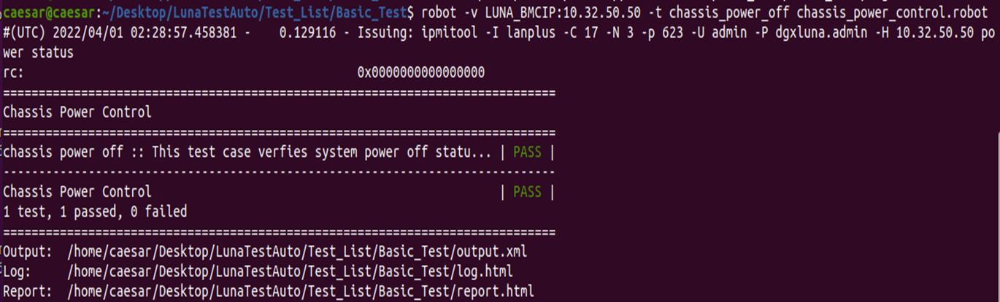 caesar@caesar:~/Desktop/LunaTestAuto/Test_List/Basic_Test$ robot -v LUNA_BMCIP:10.32.50.50 -t chassis_power_off chassis_power_control.robot
#(UTC) 2022/04/01 02:28:57.458381 -    0.129116 - Issuing: ipmitool -I lanplus -C 17 -N 3 -p 623 -U admin -P dgxluna.admin -H 10.32.50.50 po
wer status
rc:                                               0x0000000000000000
==============================================================================
Chassis Power Control
==============================================================================
chassis power off :: This test case verfies system power off statu... | PASS |
------------------------------------------------------------------------------
Chassis Power Control                                                 | PASS |
1 test, 1 passed, 0 failed
==============================================================================
Output:  /home/caesar/Desktop/LunaTestAuto/Test_List/Basic_Test/output.xml
Log:     /home/caesar/Desktop/LunaTestAuto/Test_List/Basic_Test/log.html
Report:  /home/caesar/Desktop/LunaTestAuto/Test_List/Basic_Test/report.html